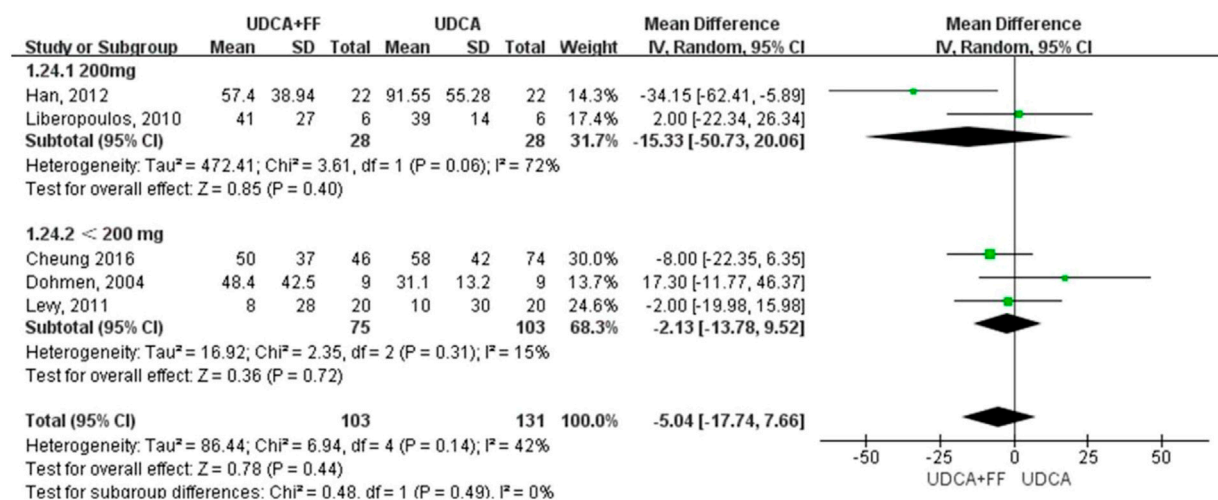 UDCA+FF UDCA Mean Difference Mean Difference
Study or Subgroup Mean SD Total Mean SD Total Weight IV, Random, 95% CI IV, Random, 95% CI
1.24.1 200mg
Han, 2012 57.4 38.94 22 91.55 55.28 22 14.3% -34.15 [-62.41, -5.89]
Liberopoulos, 2010 41 27 6 39 14 6 17.4% 2.00 [-22.34, 26.34]
Subtotal (95% CI) 28 28 31.7% -15.33 [-50.73, 20.06]
Heterogeneity: Tau² = 472.41; Chi² = 3.61, df = 1 (P = 0.06); I² = 72%
Test for overall effect: Z = 0.85 (P = 0.40)
1.24.2 < 200 mg
Cheung 2016 50 37 46 58 42 74 30.0% -8.00 [-22.35, 6.35]
Dohmen, 2004 48.4 42.5 9 31.1 13.2 9 13.7% 17.30 [-11.77, 46.37]
Levy, 2011 8 28 20 10 30 20 24.6% -2.00 [-19.98, 15.98]
Subtotal (95% CI) 75 103 68.3% -2.13 [-13.78, 9.52]
Heterogeneity: Tau² = 16.92; Chi² = 2.35, df = 2 (P = 0.31); I² = 15%
Test for overall effect: Z = 0.36 (P = 0.72)
Total (95% CI) 103 131 100.0% -5.04 [-17.74, 7.66]
Heterogeneity: Tau² = 86.44; Chi² = 6.94, df = 4 (P = 0.14); I² = 42%
Test for overall effect: Z = 0.78 (P = 0.44)
Test for subgroup differences: Chi² = 0.48, df = 1 (P = 0.49), I² = 0%
-50 -25 0 25 50
UDCA+FF UDCA